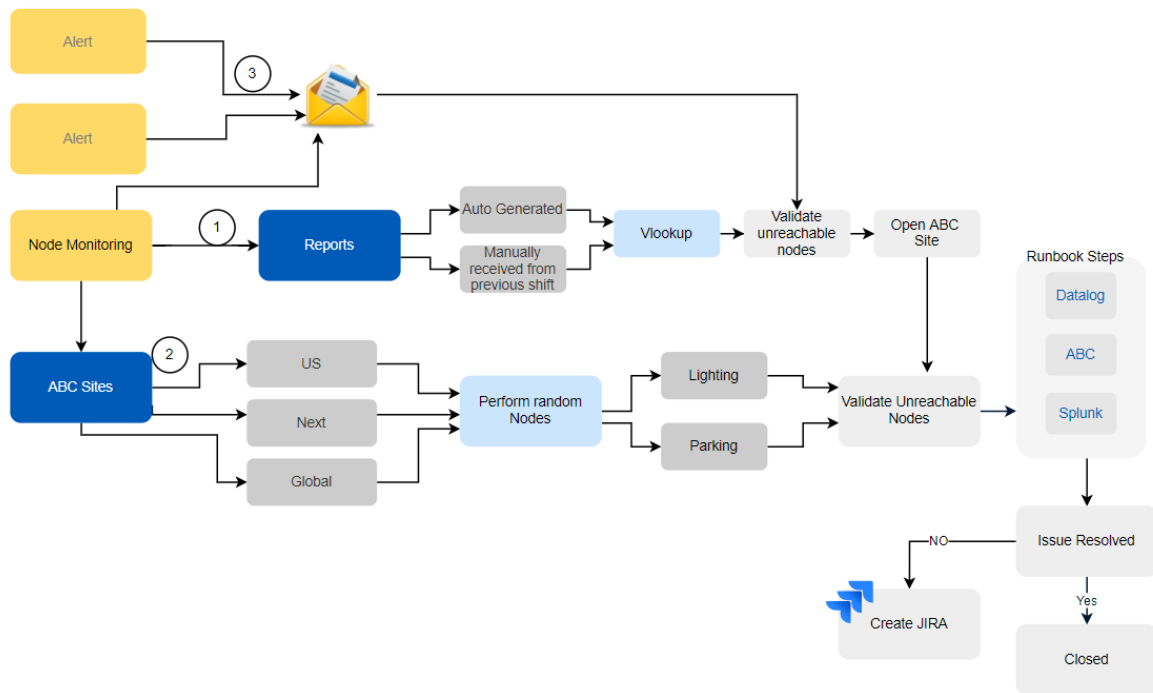 Alert
3
Alert
Node Monitoring
1
Reports
Auto Generated
Manually
received from
previous shift
Vlookup
Validate
unreachable
nodes
Open ABC
Site
Runbook Steps
Datalog
ABC
Splunk
2
ABC Sites
US
Next
Global
Perform random
Nodes
Lighting
Parking
Validate Unreachable
Nodes
Issue Resolved
NO
Yes
Create JIRA
Closed